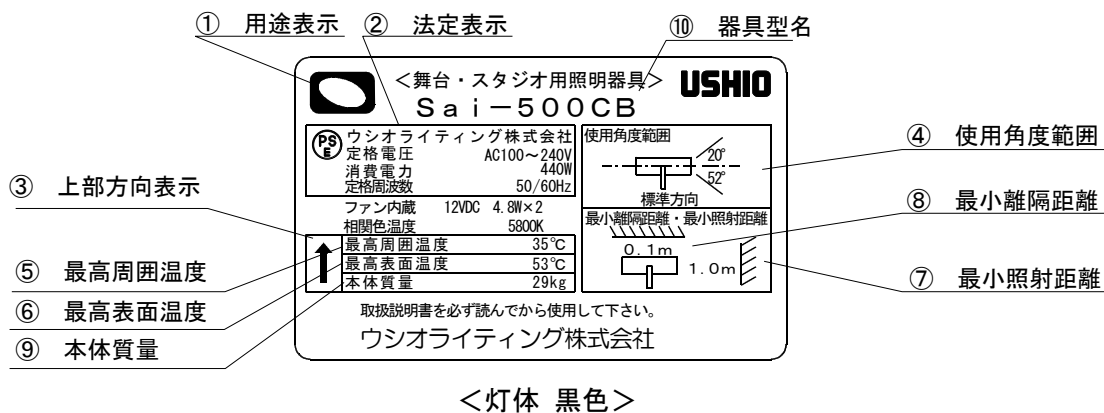 ① 用途表示
② 法定表示
⑩ 器具型名
＜舞台・スタジオ用照明器具＞
USHIO
Sai－500CB
PSE
ウシオライティング株式会社
定格電圧 AC100～240V
消費電力 440W
定格周波数 50/60Hz
ファン内蔵 12VDC 4.8W×2
相関色温度 5800K
最高周囲温度 35℃
最高表面温度 53℃
本体質量 29kg
使用角度範囲
20°
52°
標準方向
最小離隔距離・最小照射距離
0.1m
1.0m
取扱説明書を必ず読んでから使用して下さい。
ウシオライティング株式会社
③ 上部方向表示
⑤ 最高周囲温度
⑥ 最高表面温度
⑨ 本体質量
④ 使用角度範囲
⑧ 最小離隔距離
⑦ 最小照射距離
＜灯体 黒色＞